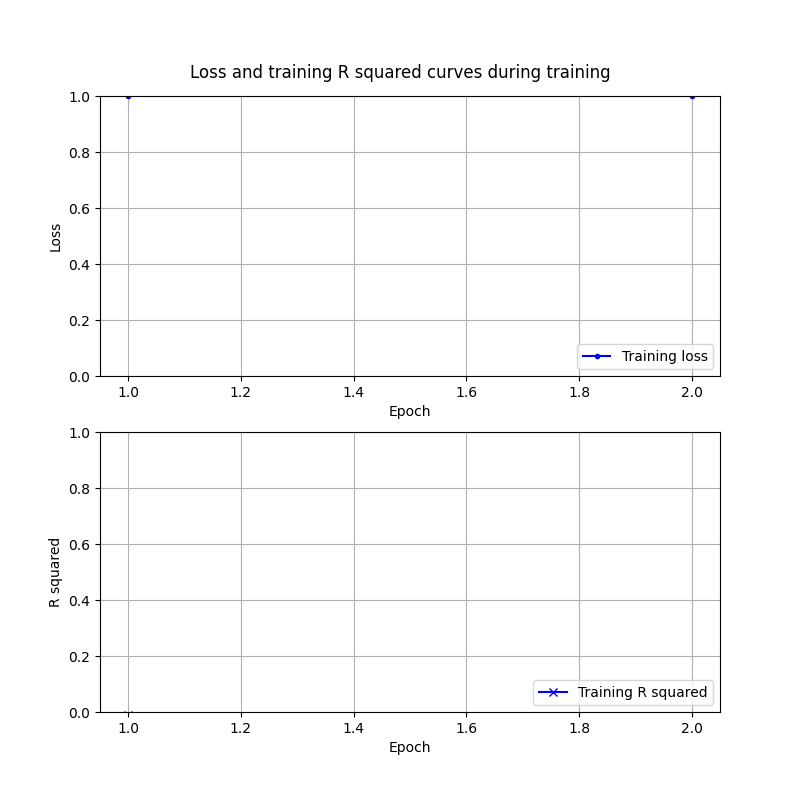 Loss and training R squared curves during training
1.0
0.8
0.6
0.4
0.2
0.0
Loss
Training loss
1.0 1.2 1.4 1.6 1.8 2.0
Epoch
1.0
0.8
0.6
0.4
0.2
0.0
R squared
Training R squared
1.0 1.2 1.4 1.6 1.8 2.0
Epoch